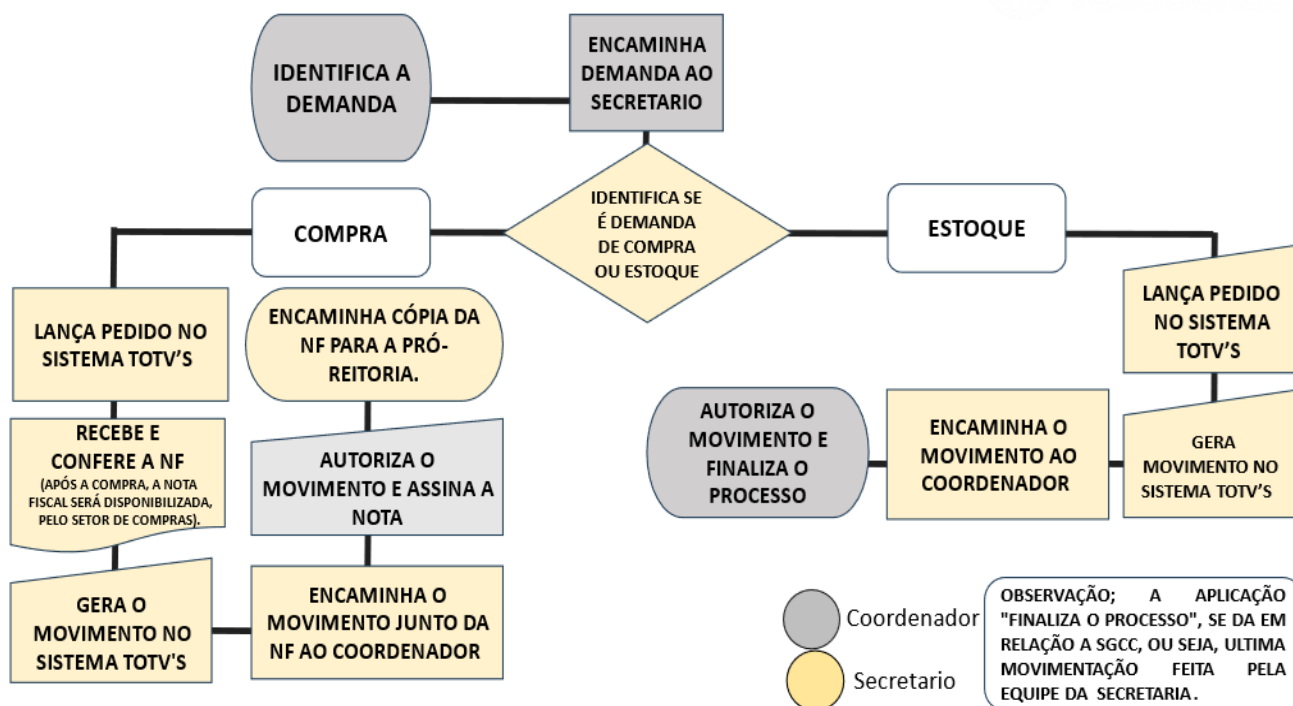 IDENTIFICA A
DEMANDA
ENCAMINHA
DEMANDA AO
SECRETARIO
IDENTIFICA SE
É DEMANDA
DE COMPRA
OU ESTOQUE
COMPRA
ESTOQUE
LANÇA PEDIDO NO
SISTEMA TOTV’S
RECEBE E
CONFERE A NF
(APÓS A COMPRA, A NOTA
FISCAL SERÁ DISPONIBILIZADA,
PELO SETOR DE COMPRAS).
GERA O
MOVIMENTO NO
SISTEMA TOTV'S
ENCAMINHA O
MOVIMENTO JUNTO DA
NF AO COORDENADOR
AUTORIZA O
MOVIMENTO E ASSINA A
NOTA
ENCAMINHA CÓPIA DA
NF PARA A PRÓ-
REITORIA.
LANÇA PEDIDO
NO SISTEMA
TOTV’S
GERA
MOVIMENTO NO
SISTEMA TOTV’S
ENCAMINHA O
MOVIMENTO AO
COORDENADOR
AUTORIZA O
MOVIMENTO E
FINALIZA O
PROCESSO
Coordenador
Secretario
OBSERVAÇÃO; A APLICAÇÃO
"FINALIZA O PROCESSO", SE DA EM
RELAÇÃO A SGCC, OU SEJA, ULTIMA
MOVIMENTAÇÃO FEITA PELA
EQUIPE DA SECRETARIA.